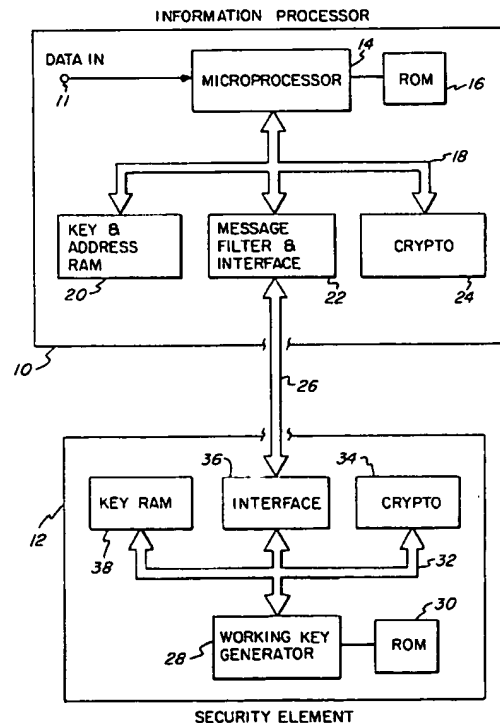 INFORMATION PROCESSOR
DATA IN
11
MICROPROCESSOR
14
ROM
16
18
KEY &
ADDRESS
RAM
20
MESSAGE
FILTER &
INTERFACE
22
CRYPTO
24
10
26
12
KEY RAM
38
36
INTERFACE
34
CRYPTO
32
28
WORKING KEY
GENERATOR
30
ROM
SECURITY ELEMENT